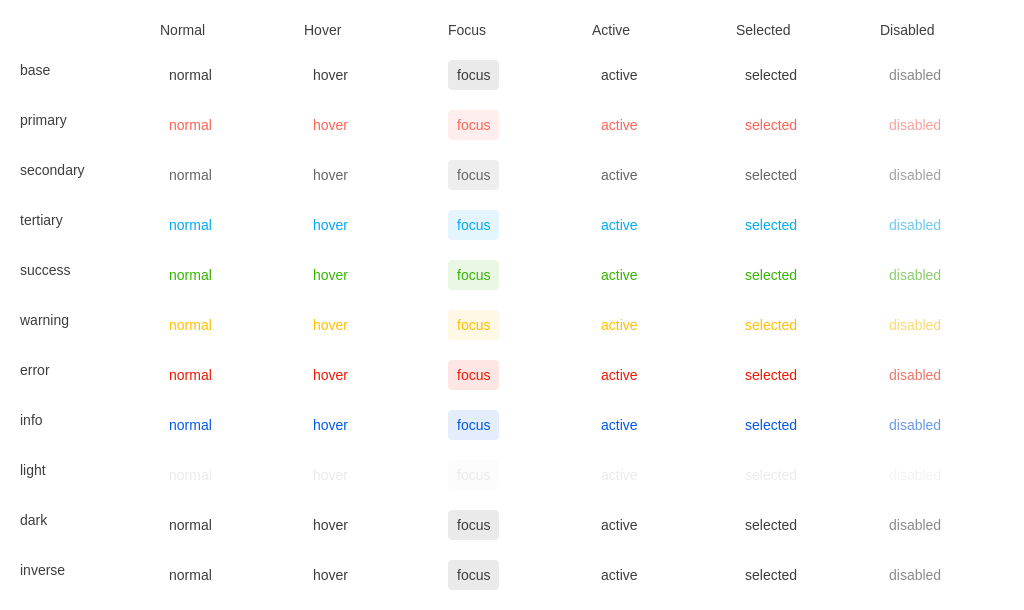 Normal Hover Focus Active Selected Disabled
base normal hover focus active selected disabled
primary normal hover focus active selected disabled
secondary normal hover focus active selected disabled
tertiary normal hover focus active selected disabled
success normal hover focus active selected disabled
warning normal hover focus active selected disabled
error normal hover focus active selected disabled
info normal hover focus active selected disabled
light normal hover focus active selected disabled
dark normal hover focus active selected disabled
inverse normal hover focus active selected disabled